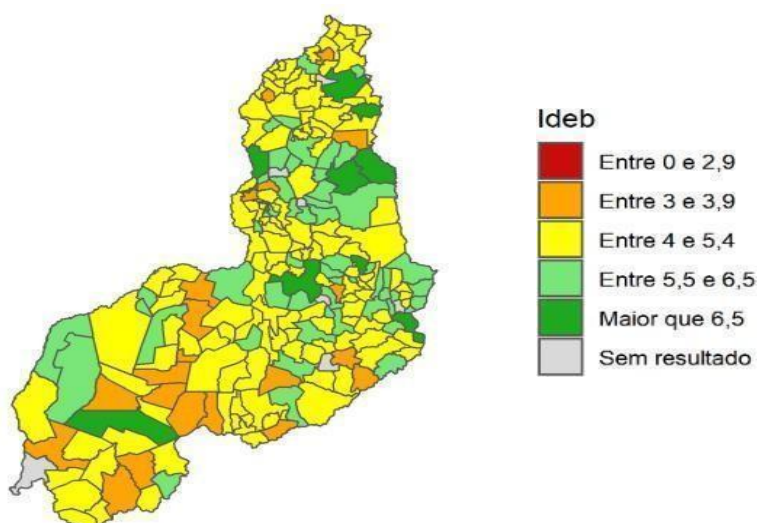 Ideb
Entre 0 e 2,9
Entre 3 e 3,9
Entre 4 e 5,4
Entre 5,5 e 6,5
Maior que 6,5
Sem resultado